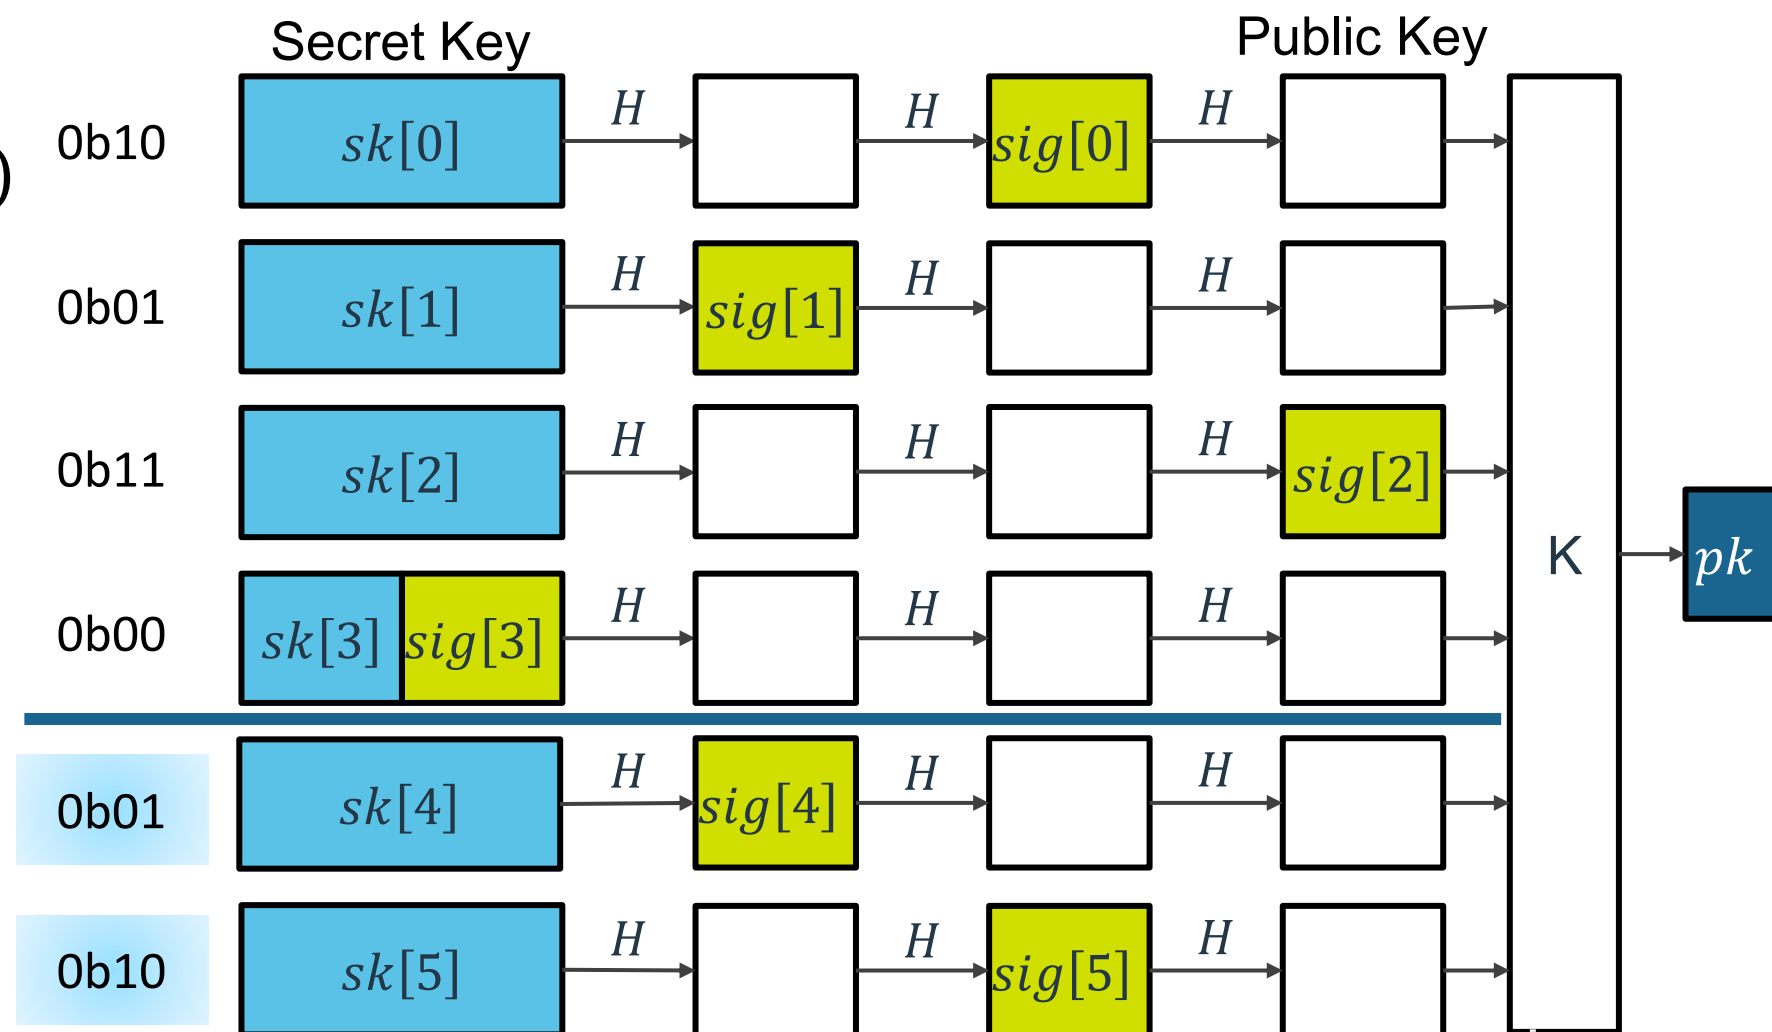 Secret Key Public Key
)
0b10 sk[0] H H sig[0] H
0b01 sk[1] H sig[1] H H
0b11 sk[2] H H H sig[2]
K pk
0b00 sk[3] sig[3] H H H
0b01 sk[4] H sig[4] H H
0b10 sk[5] H H sig[5] H